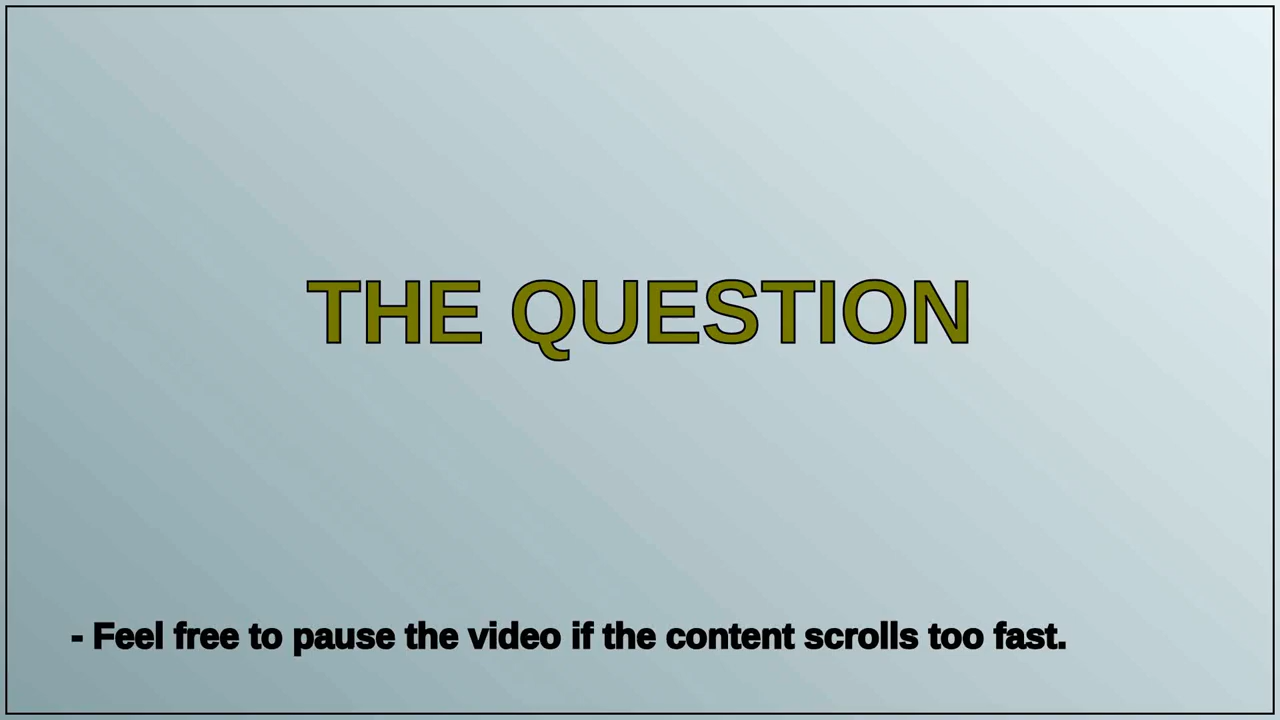 THE QUESTION
- Feel free to pause the video if the content scrolls too fast.